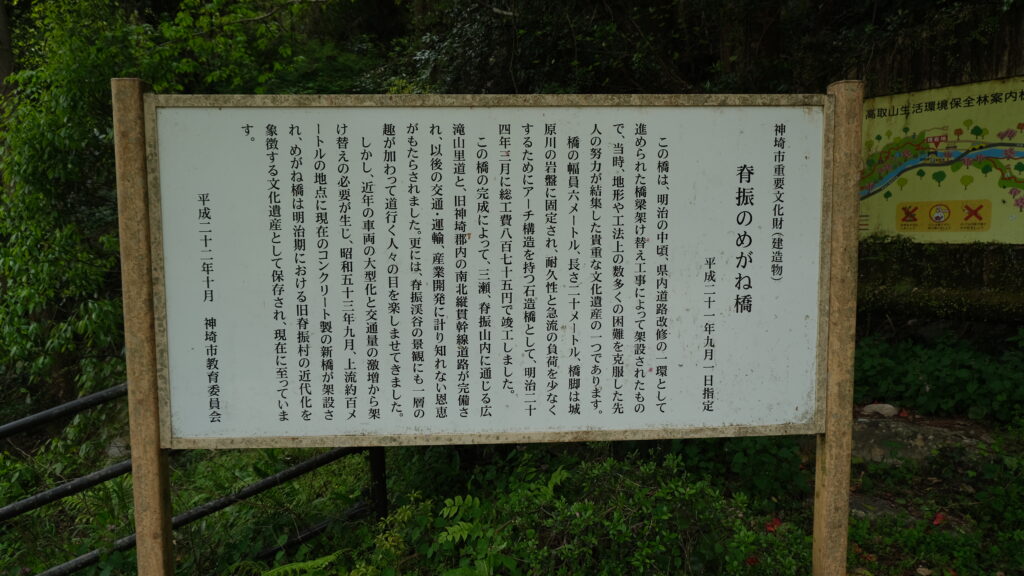 神埼市重要文化財(建造物)
脊振のめがね橋
平成二十一年九月一日指定
この橋は、明治の中頃、県内道路改修の一環として
進められた橋梁架け替え工事によって架設されたもの
で、当時、地形や工法上の数多くの困難を克服した先
人の努力が結集した貴重な文化遺産の一つであります。
橋の幅員六メートル、長さ二十メートル、橋脚は城
原川の岩盤に固定され、耐久性と急流の負荷を少なく
するためにアーチ構造を持つ石造橋として、明治二十
四年三月に総工費八百七十五円で竣工しました。
この橋の完成によって、三瀬、脊振山内に通じる広
滝山里道と、旧神埼郡内の南北縦貫幹線道路が完備さ
れ、以後の交通・運輸、産業開発に計り知れない恩恵
がもたらされました。更には、脊振渓谷の景観にも一層の
趣が加わって道行く人々の目を楽しませてきました。
しかし、近年の車両の大型化と交通量の激増から架
け替えの必要が生じ、昭和五十三年九月、上流約百メ
ートルの地点に現在のコンクリート製の新橋が架設さ
れ、めがね橋は明治期における旧脊振村の近代化を
象徴する文化遺産として保存され、現在に至っていま
す。
平成二十二年十月 神埼市教育委員会
高取山生活環境保全林案内板